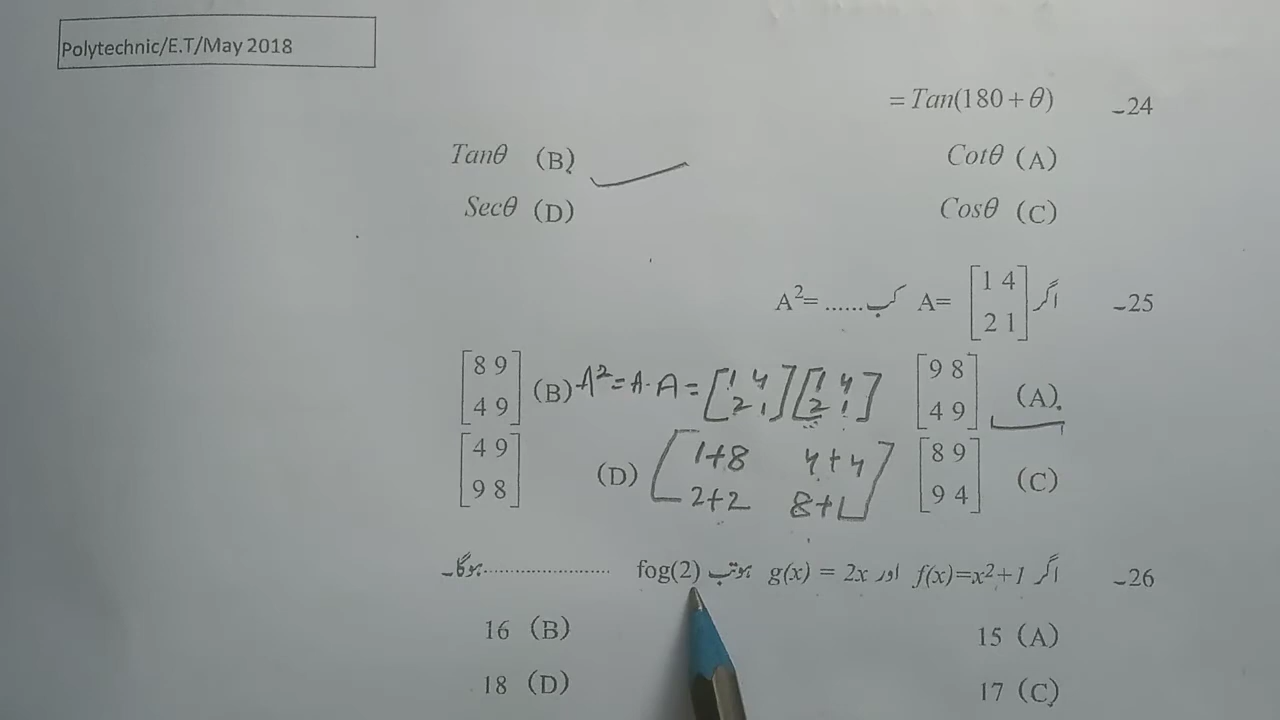 Polytechnic/E.T/May 2018
= Tan(180 + θ) -24
Tanθ (B) Cotθ (A)
Secθ (D) Cosθ (C)
-25 اگر A= [1 4 2 1] کب ...... A²=
[8 9 4 9] (B) A² = A · A = [1 4 2 1] [1 4 2 1] [9 8 4 9] (A)
[4 9 9 8] (D) [1+8 4+4 2+2 8+1] [8 9 9 4] (C)
-26 اگر f(x)=x²+1 اور g(x) = 2x ہو تب fog(2) ...................... ہوگا۔
16 (B) 15 (A)
18 (D) 17 (C)